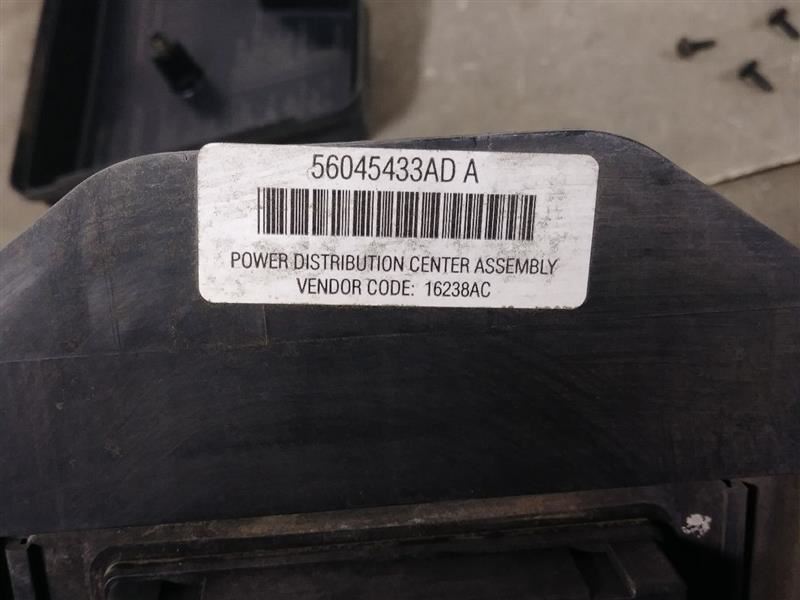 56045433AD A
POWER DISTRIBUTION CENTER ASSEMBLY
VENDOR CODE: 16238AC